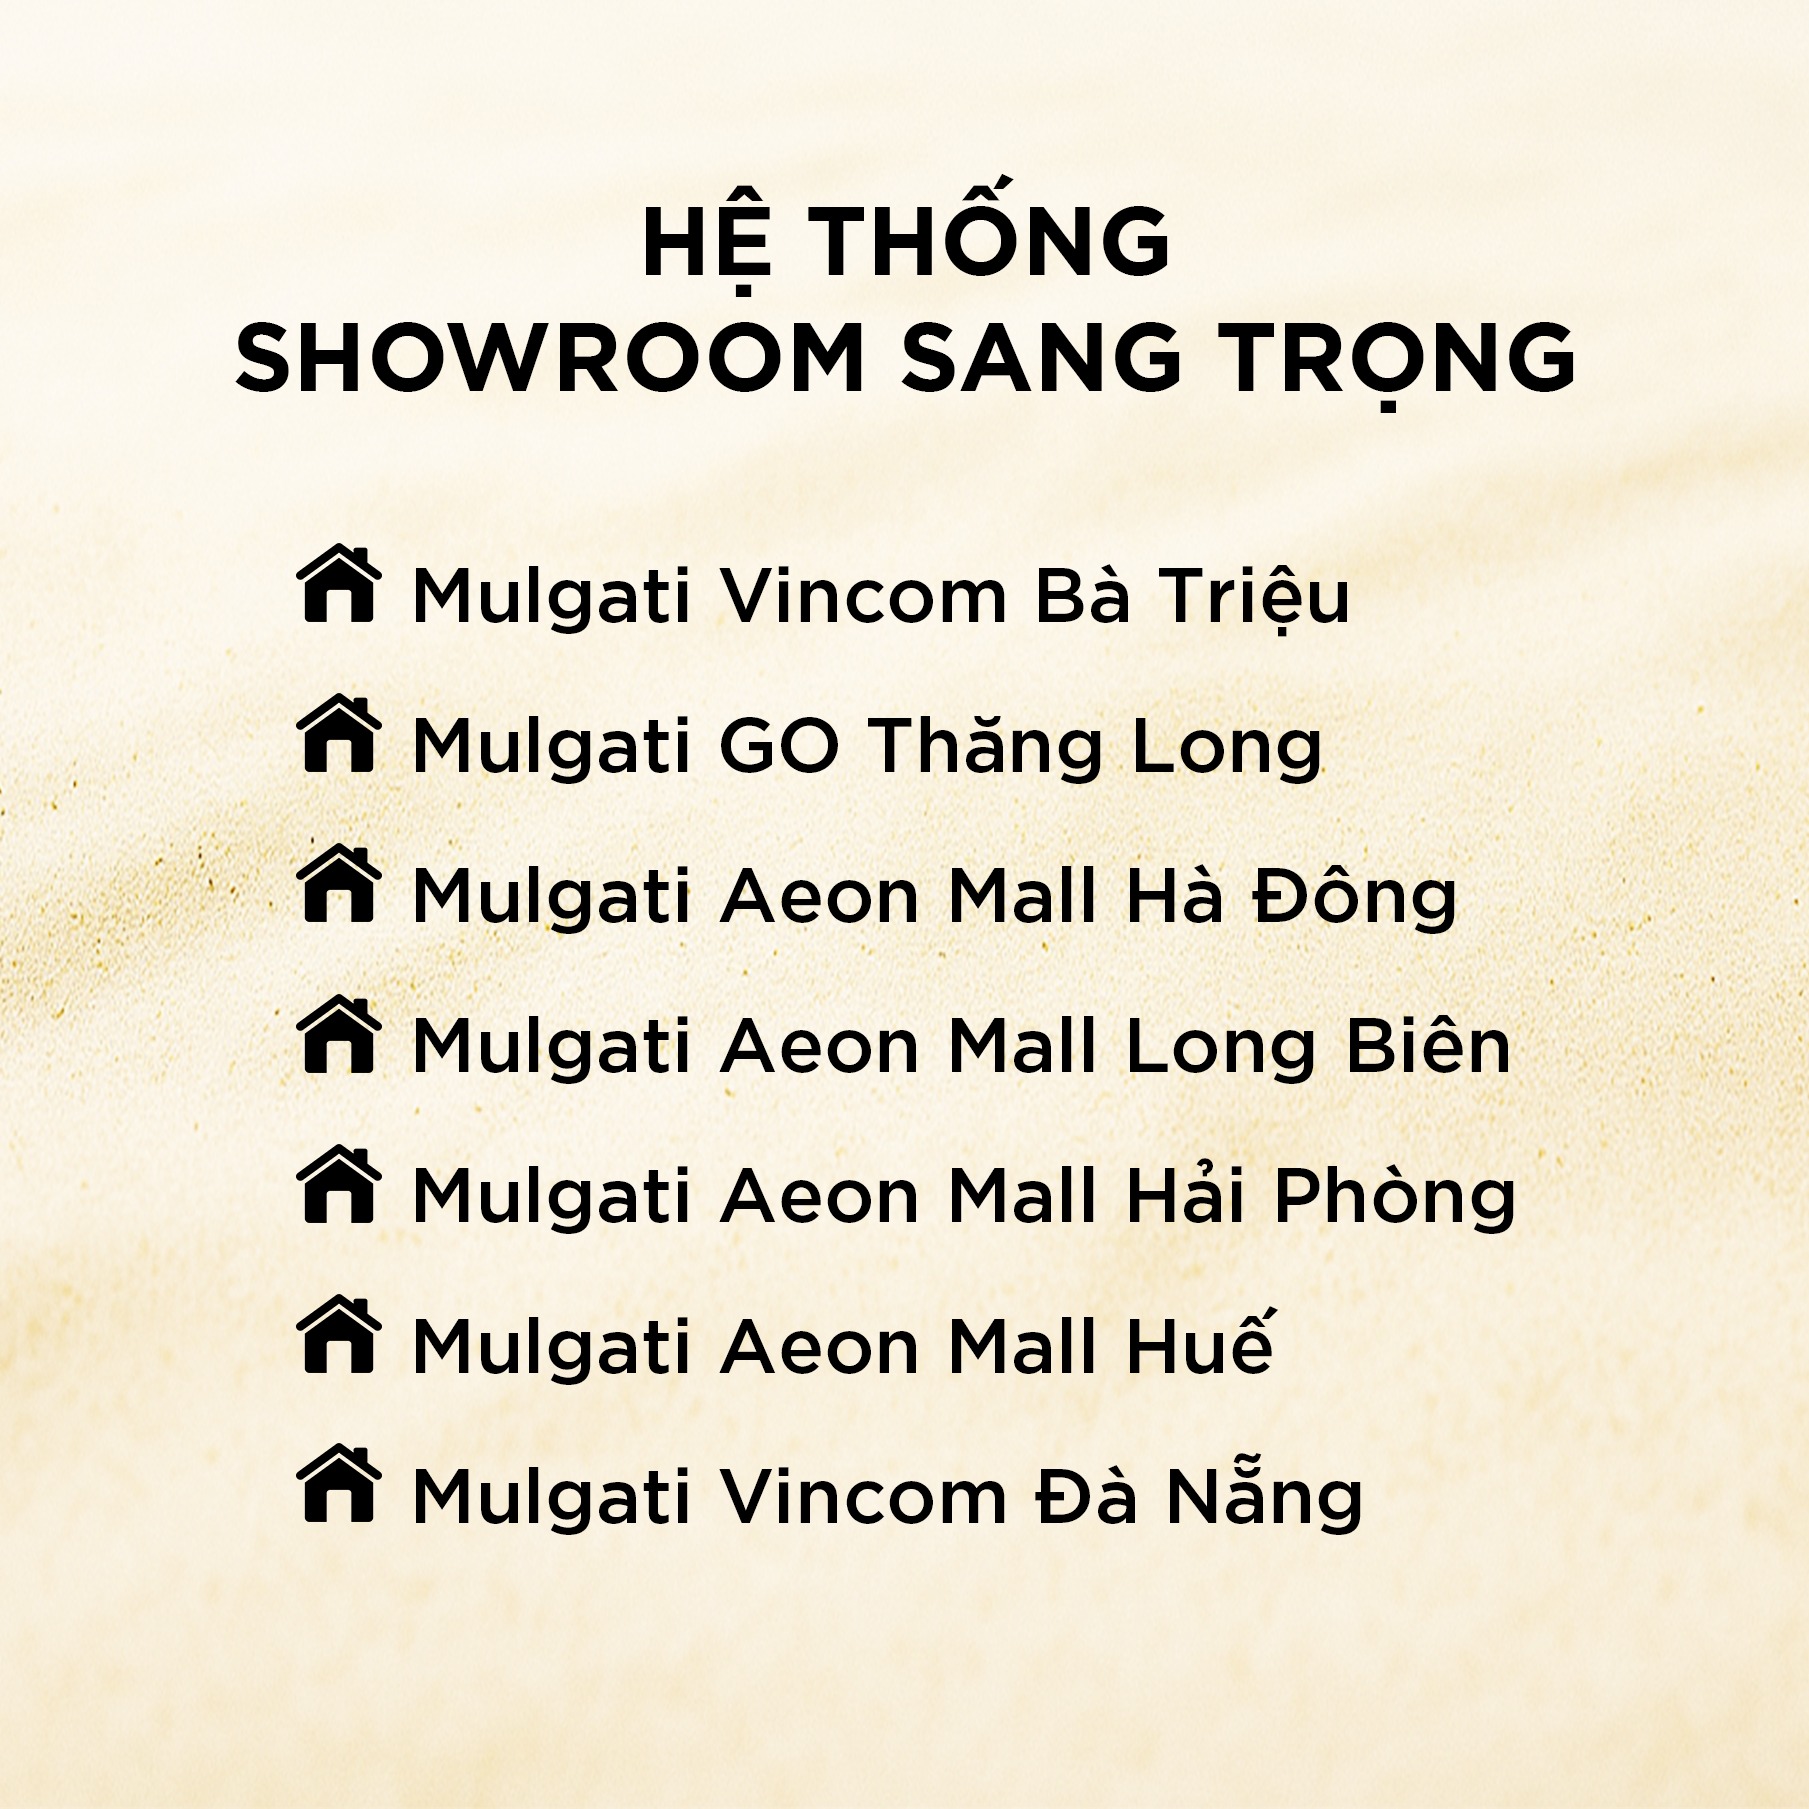 HỆ THỐNG
SHOWROOM SANG TRỌNG
Mulgati Vincom Bà Triệu
Mulgati GO Thăng Long
Mulgati Aeon Mall Hà Đông
Mulgati Aeon Mall Long Biên
Mulgati Aeon Mall Hải Phòng
Mulgati Aeon Mall Huế
Mulgati Vincom Đà Nẵng